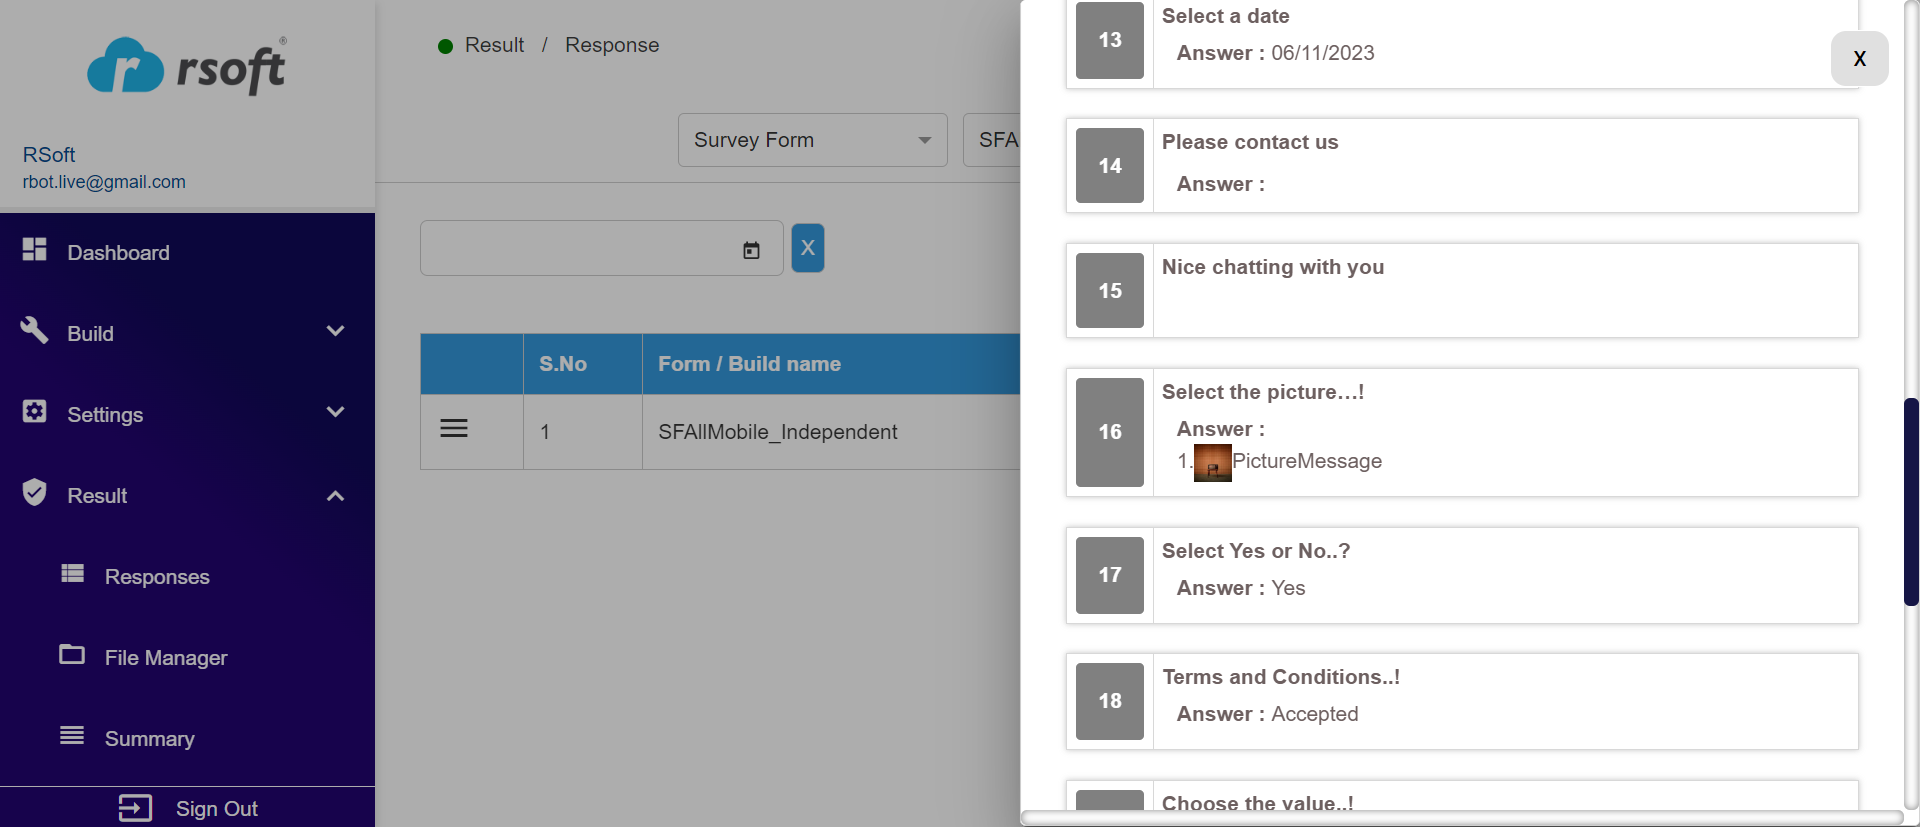 rsoft®
RSoft
rbot.live@gmail.com
Dashboard
Build
Settings
Result
Responses
File Manager
Summary
Sign Out
Result / Response
Survey Form
SFA
X
S.No
Form / Build name
1
SFAllMobile_Independent
X
13
Select a date
Answer : 06/11/2023
14
Please contact us
Answer :
15
Nice chatting with you
16
Select the picture...!
Answer :
1. PictureMessage
17
Select Yes or No..?
Answer : Yes
18
Terms and Conditions..!
Answer : Accepted
Choose the value..!